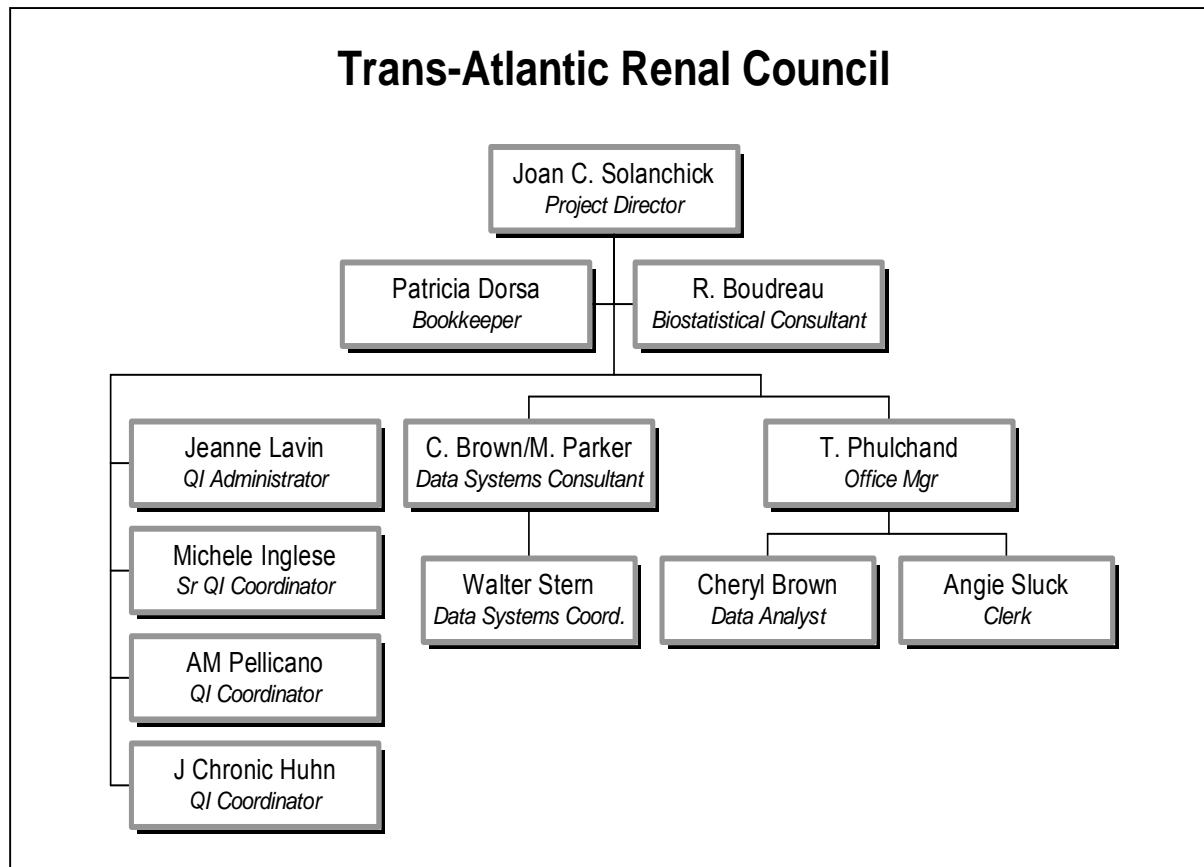 Trans-Atlantic Renal Council
Joan C. Solanchick
Project Director
Patricia Dorsa
Bookkeeper
R. Boudreau
Biostatistical Consultant
Jeanne Lavin
QI Administrator
Michele Inglese
Sr QI Coordinator
AM Pellicano
QI Coordinator
J Chronic Huhn
QI Coordinator
C. Brown/M. Parker
Data Systems Consultant
Walter Stern
Data Systems Coord.
T. Phulchand
Office Mgr
Cheryl Brown
Data Analyst
Angie Sluck
Clerk